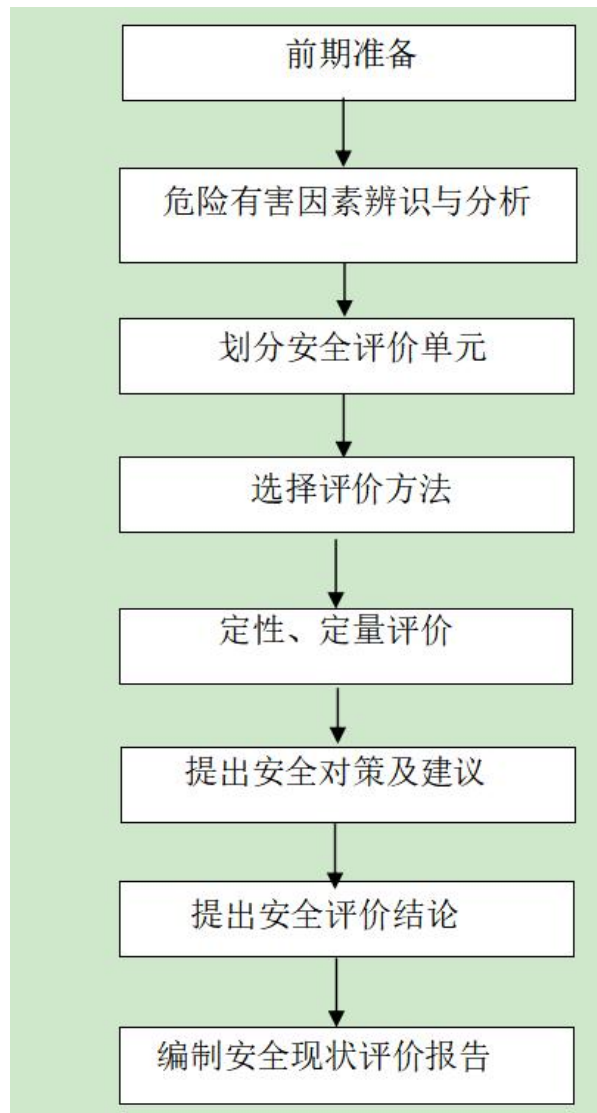 前期准备
危险有害因素辨识与分析
划分安全评价单元
选择评价方法
定性、定量评价
提出安全对策及建议
提出安全评价结论
编制安全现状评价报告